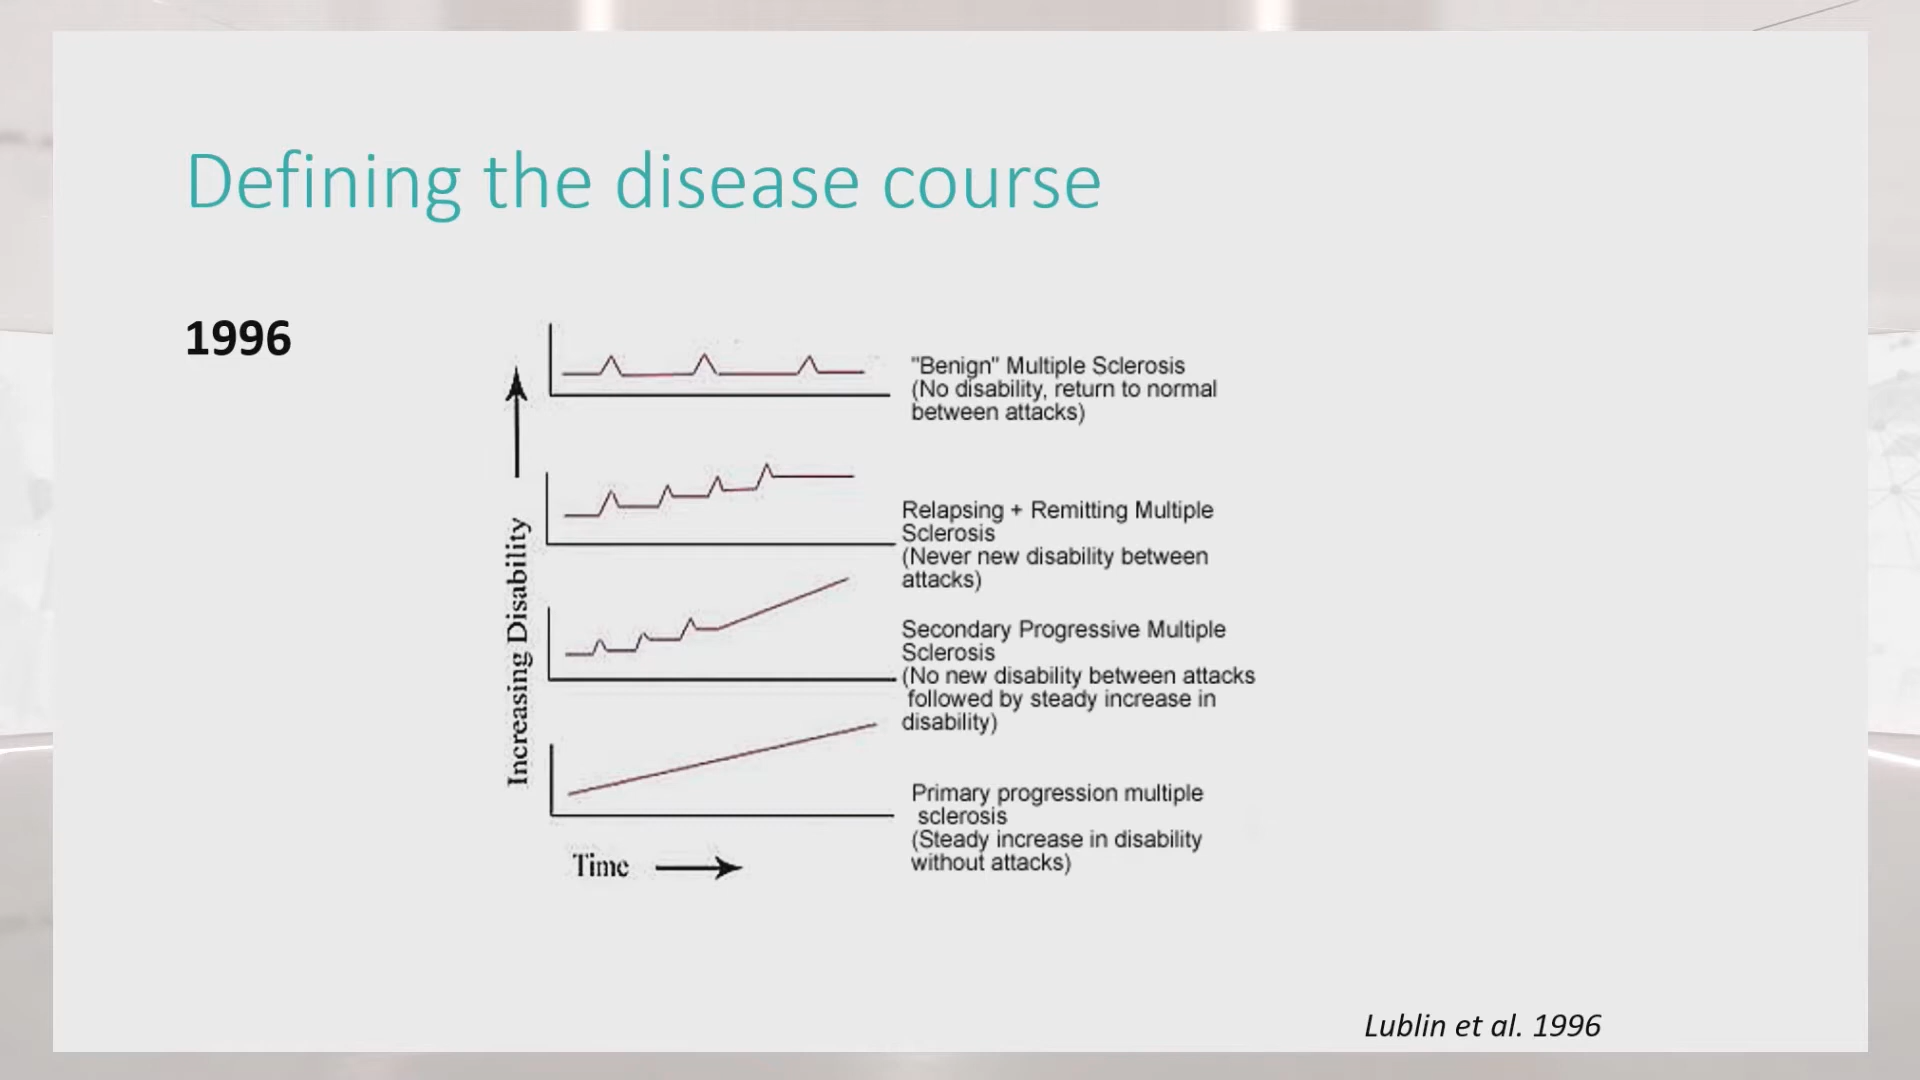 Defining the disease course
1996
"Benign" Multiple Sclerosis
(No disability, return to normal
between attacks)
Relapsing + Remitting Multiple
Sclerosis
(Never new disability between
attacks)
Secondary Progressive Multiple
Sclerosis
(No new disability between attacks
followed by steady increase in
disability)
Primary progression multiple
sclerosis
(Steady increase in disability
without attacks)
Increasing Disability
Time
Lublin et al. 1996